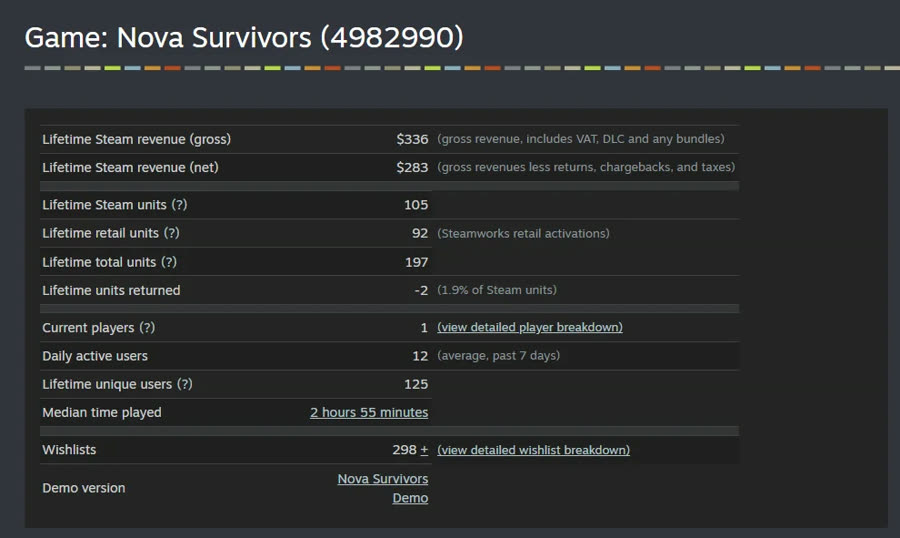 Game: Nova Survivors (4982990)
Lifetime Steam revenue (gross) $336 (gross revenue, includes VAT, DLC and any bundles)
Lifetime Steam revenue (net) $283 (gross revenues less returns, chargebacks, and taxes)
Lifetime Steam units (?) 105
Lifetime retail units (?) 92 (Steamworks retail activations)
Lifetime total units (?) 197
Lifetime units returned -2 (1.9% of Steam units)
Current players (?) 1 (view detailed player breakdown)
Daily active users 12 (average, past 7 days)
Lifetime unique users (?) 125
Median time played 2 hours 55 minutes
Wishlists 298 + (view detailed wishlist breakdown)
Demo version Nova Survivors
Demo